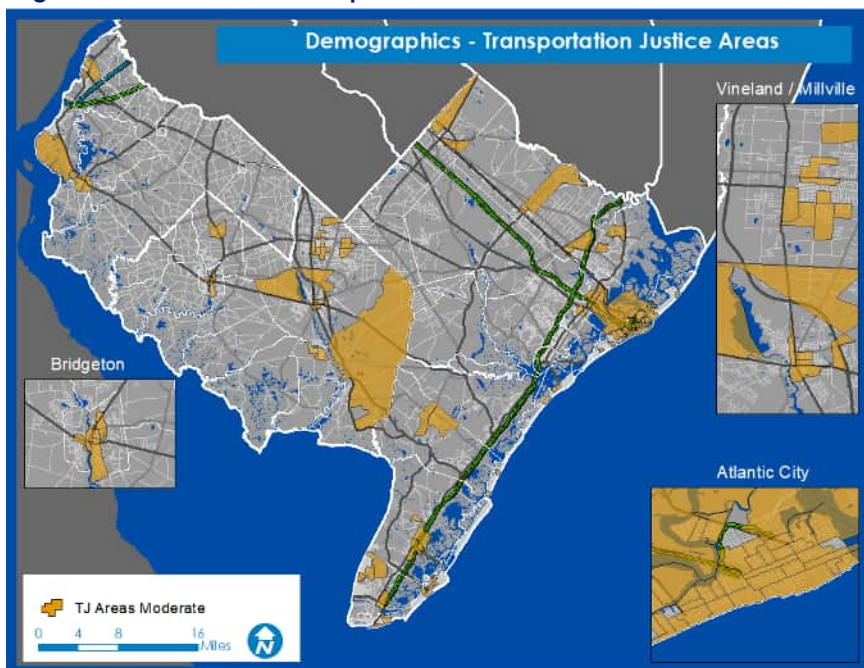 Demographics - Transportation Justice Areas
Vineland / Millville
Bridgeton
Atlantic City
TJ Areas Moderate
0 4 8 16
Miles
N